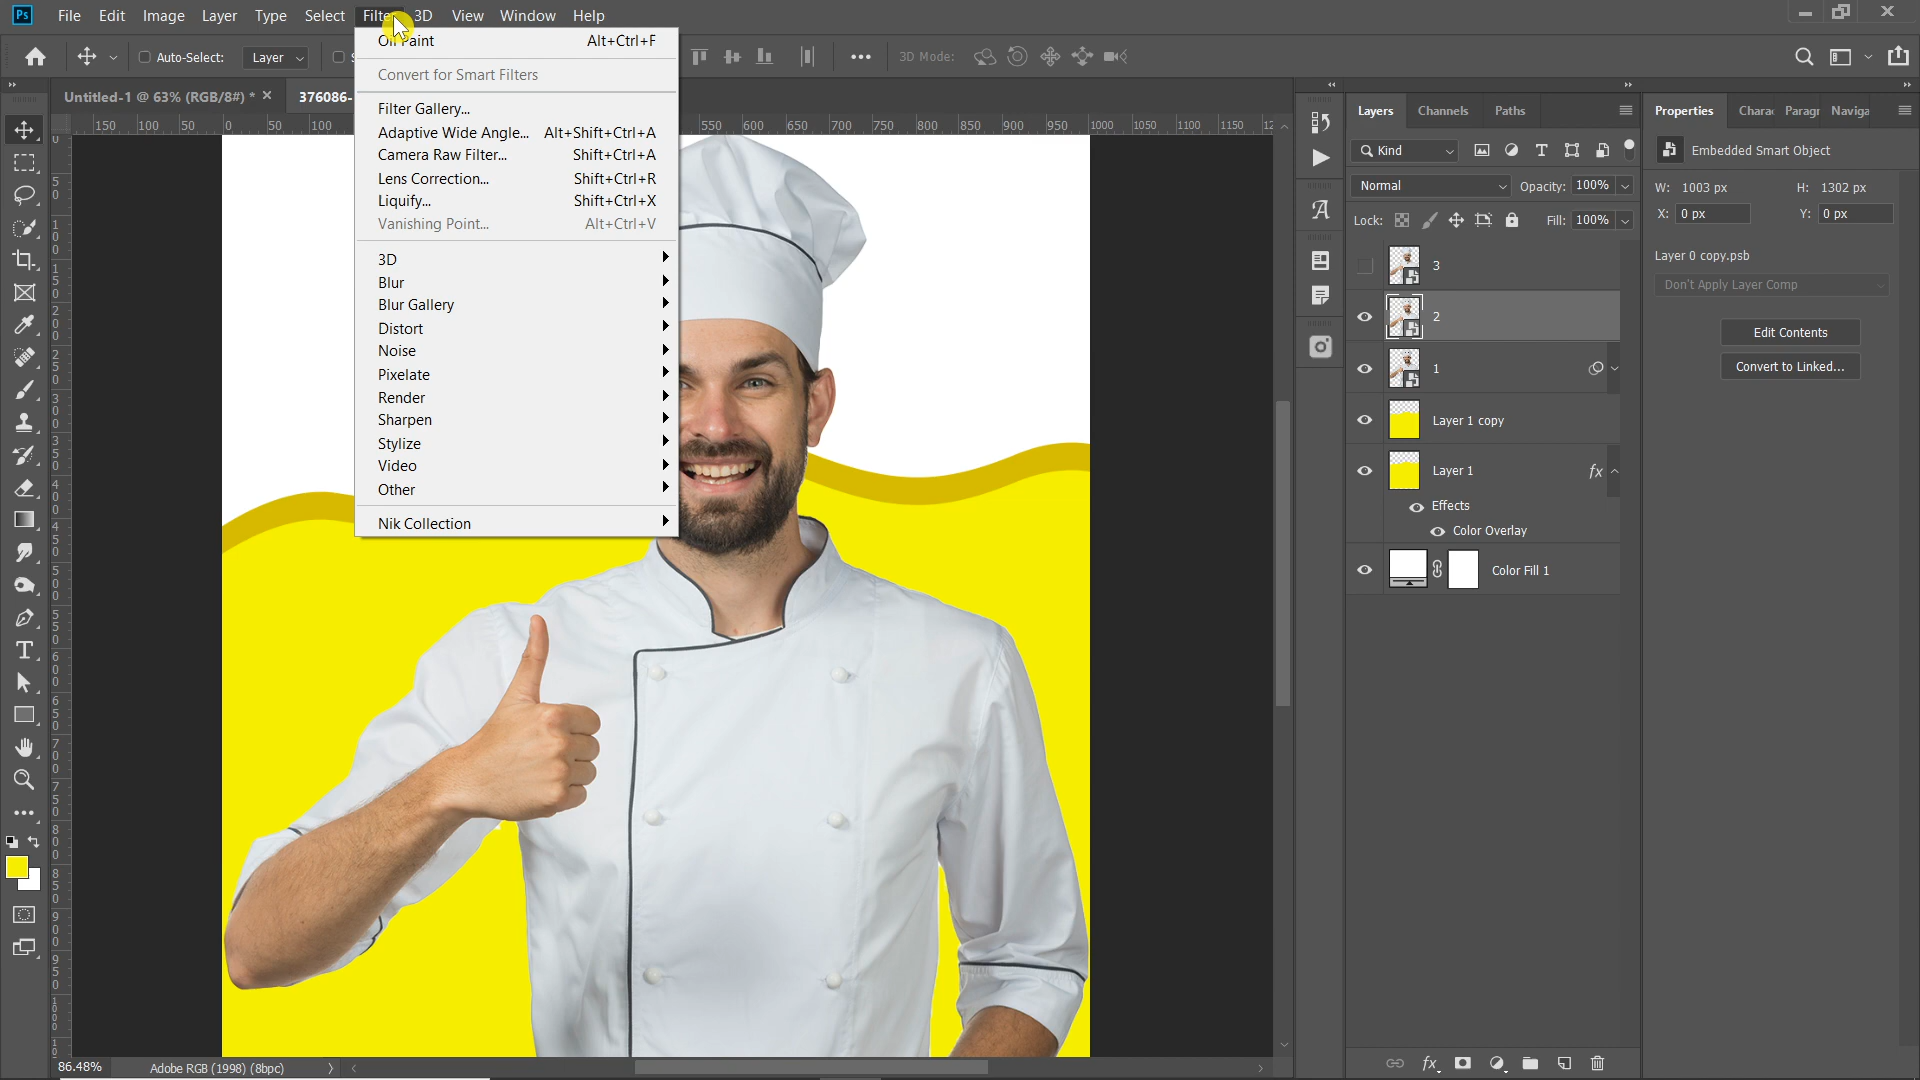 Ps File Edit Image Layer Type Select Filter 3D View Window Help
Auto-Select: Layer
3D Mode:
Untitled-1 @ 63% (RGB/8#) * ×
376086-
150 100 50 0 50 100
550 600 650 700 750 800 850 900 950 1000 1050 1100 1150
Oil Paint Alt+Ctrl+F
Convert for Smart Filters
Filter Gallery...
Adaptive Wide Angle... Alt+Shift+Ctrl+A
Camera Raw Filter... Shift+Ctrl+A
Lens Correction... Shift+Ctrl+R
Liquify... Shift+Ctrl+X
Vanishing Point... Alt+Ctrl+V
3D
Blur
Blur Gallery
Distort
Noise
Pixelate
Render
Sharpen
Stylize
Video
Other
Nik Collection
Layers Channels Paths
Kind
Normal Opacity: 100%
Lock: Fill: 100%
3
2
1
Layer 1 copy
Layer 1 fx
Effects
Color Overlay
Color Fill 1
Properties Charac Paragr Naviga
Embedded Smart Object
W: 1003 px H: 1302 px
X: 0 px Y: 0 px
Layer 0 copy.psb
Don't Apply Layer Comp
Edit Contents
Convert to Linked...
86.48% Adobe RGB (1998) (8bpc)
fx